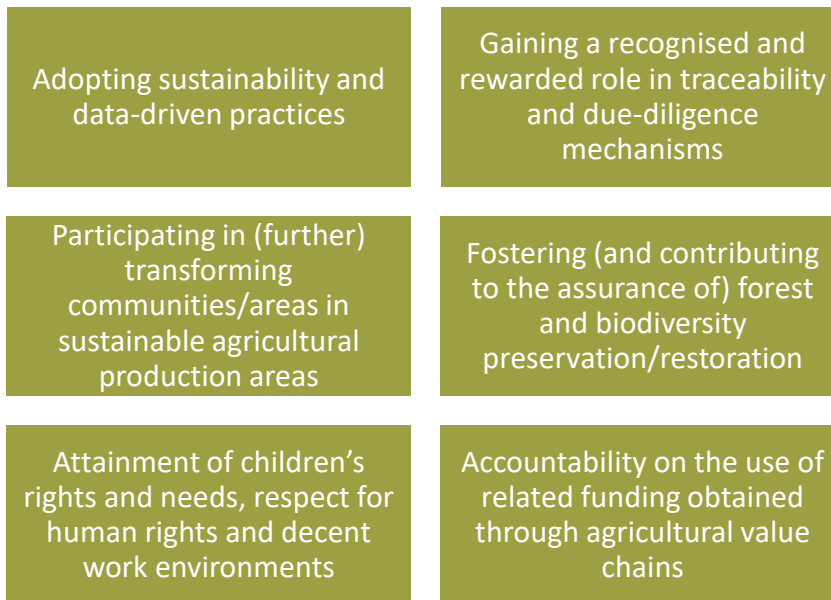 Adopting sustainability and
data-driven practices
Gaining a recognised and
rewarded role in traceability
and due-diligence
mechanisms
Participating in (further)
transforming
communities/areas in
sustainable agricultural
production areas
Fostering (and contributing
to the assurance of) forest
and biodiversity
preservation/restoration
Attainment of children’s
rights and needs, respect for
human rights and decent
work environments
Accountability on the use of
related funding obtained
through agricultural value
chains